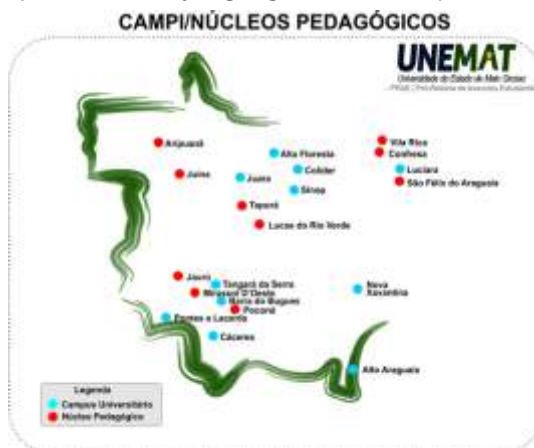 CAMPI/NÚCLEOS PEDAGÓGICOS
UNEMAT
Universidade do Estado de Mato Grosso
Aripuanã
Alta Floresta
Vila Rica
Confresa
Juína
Juara
Colíder
Luciara
Sinop
São Félix do Araguaia
Tapurá
Lucas do Rio Verde
Jauru
Tangará da Serra
Mirassol D'Oeste
Barra do Bugres
Nova
Xavantina
Poconé
Pontes e Lacerda
Cáceres
Alto Araguaia
Legenda
Campus Universitário
Núcleo Pedagógico